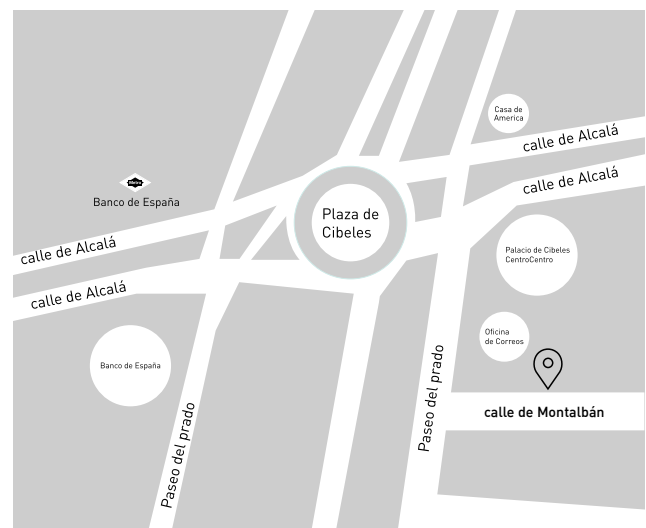 Casa de
America
calle de Alcalá
calle de Alcalá
Metro
Banco de España
Plaza de
Cibeles
calle de Alcalá
calle de Alcalá
Palacio de Cibeles
CentroCentro
Oficina
de Correos
Banco de España
Paseo del prado
Paseo del prado
calle de Montalbán